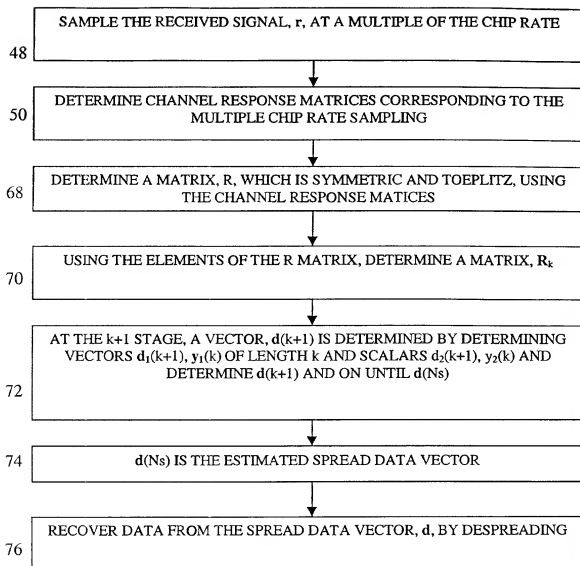 SAMPLE THE RECEIVED SIGNAL, r, AT A MULTIPLE OF THE CHIP RATE
48
DETERMINE CHANNEL RESPONSE MATRICES CORRESPONDING TO THE
50
MULTIPLE CHIP RATE SAMPLING
DETERMINE A MATRIX, R, WHICH IS SYMMETRIC AND TOEPLITZ, USING
68
THE CHANNEL RESPONSE MATICES
USING THE ELEMENTS OF THE R MATRIX, DETERMINE A MATRIX, Rₖ
70
AT THE k+1 STAGE, A VECTOR, d(k+1) IS DETERMINED BY DETERMINING
VECTORS d₁(k+1), y₁(k) OF LENGTH k AND SCALARS d₂(k+1), y₂(k) AND
DETERMINE d(k+1) AND ON UNTIL d(Ns)
72
74
d(Ns) IS THE ESTIMATED SPREAD DATA VECTOR
RECOVER DATA FROM THE SPREAD DATA VECTOR, d, BY DESPREADING
76